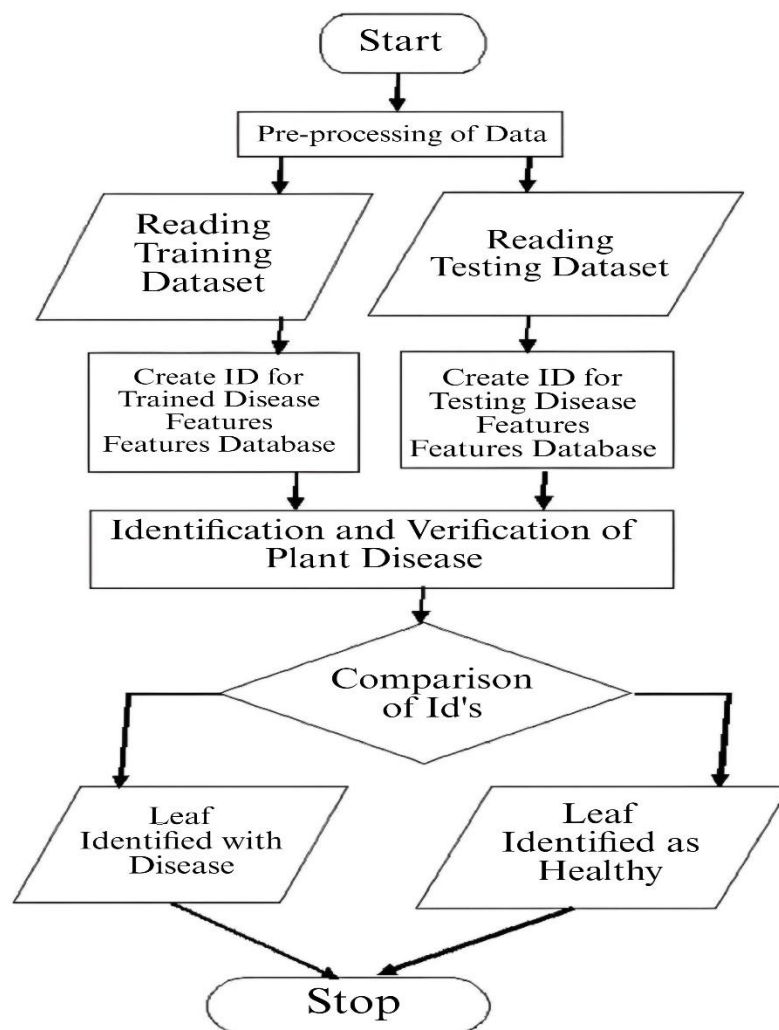 Start
Pre-processing of Data
Reading
Training
Dataset
Reading
Testing Dataset
Create ID for
Trained Disease
Features
Features Database
Create ID for
Testing Disease
Features
Features Database
Identification and Verification of
Plant Disease
Comparison
of Id's
Leaf
Identified with
Disease
Leaf
Identified as
Healthy
Stop